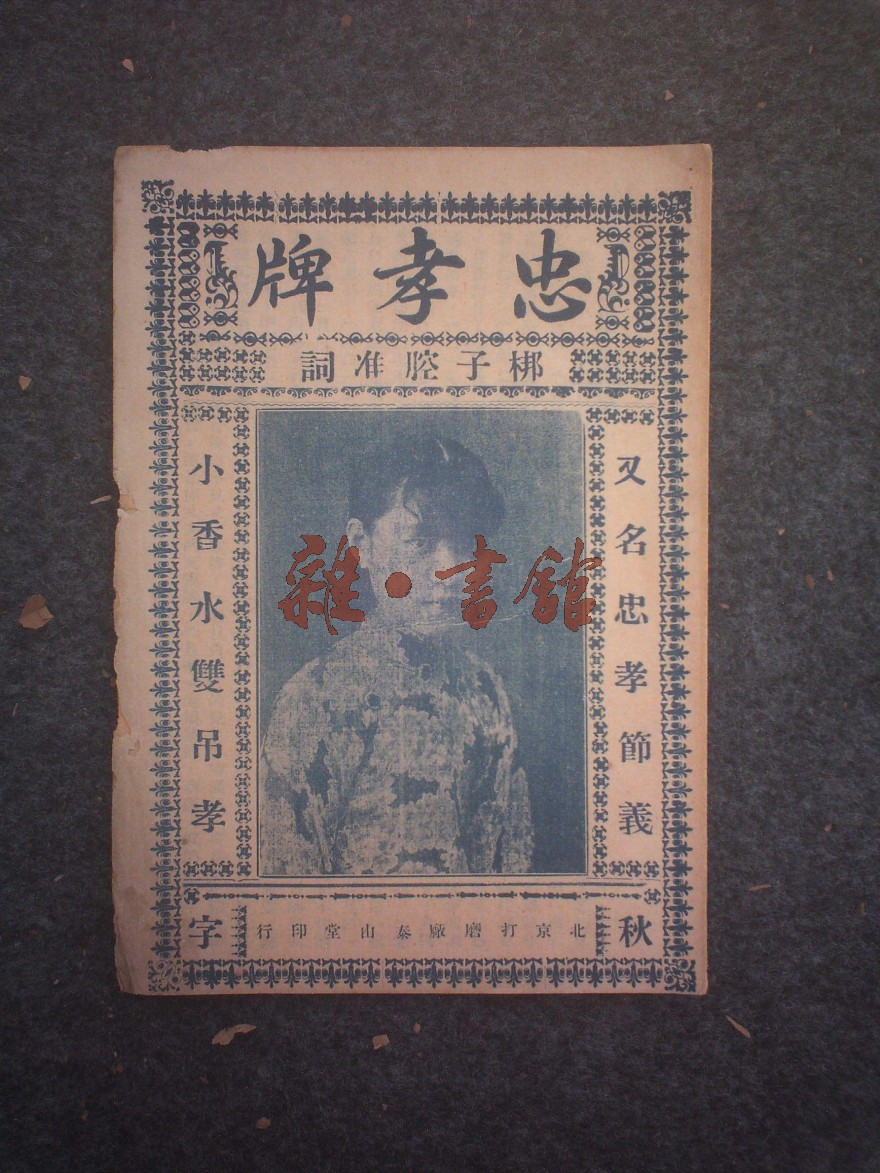 忠孝牌
梆子腔准詞
又名忠孝節義
小香水雙吊孝
雜·書館
秋字
北京打磨廠泰山堂印行